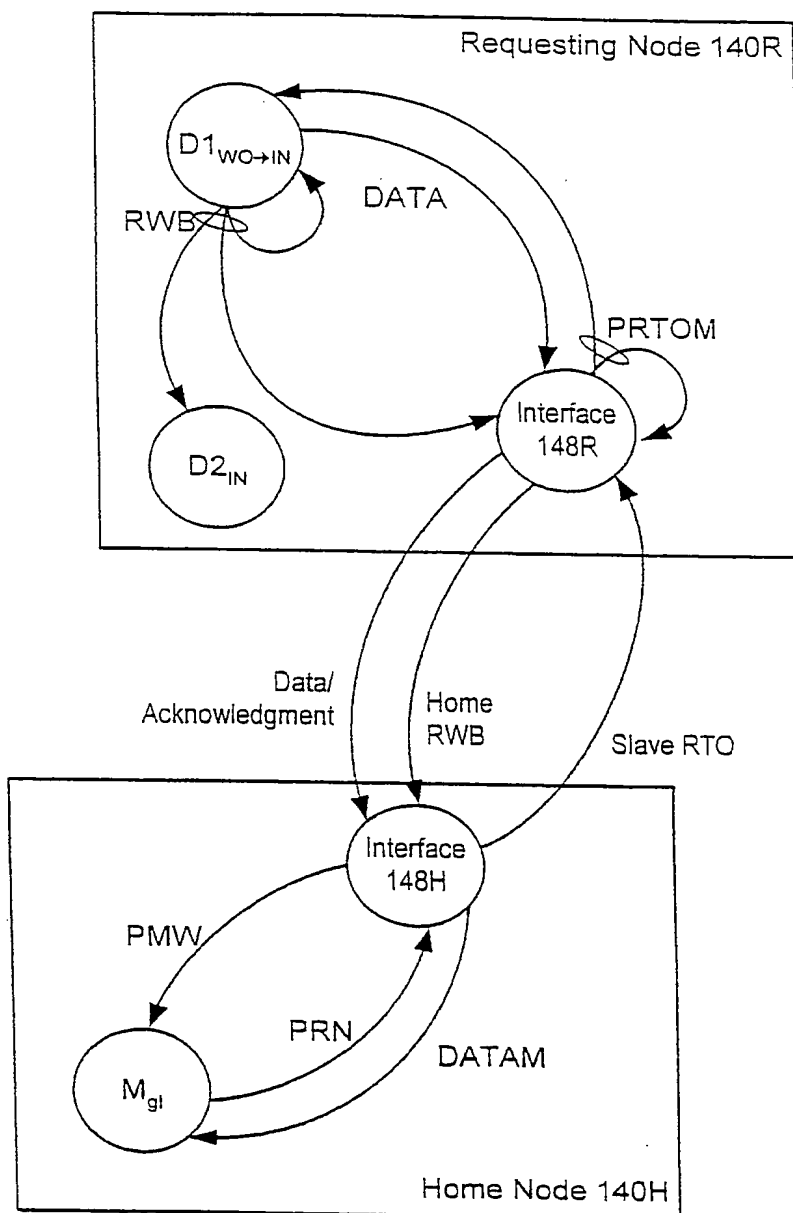 Requesting Node 140R
D1WO→IN
DATA
RWB
PRTOM
Interface
148R
D2IN
Data/
Acknowledgment
Home
RWB
Slave RTO
Interface
148H
PMW
PRN
DATAM
Mgl
Home Node 140H